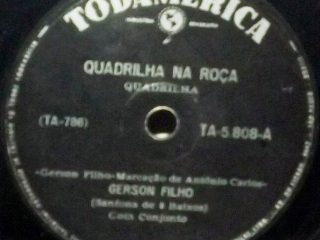 TODAMERICA
QUADRILHA NA ROÇA
QUADRILHA
(TA-786) TA-5.808-A
-Gerson Filho-Marcação de Antônio Carlos-
GERSON FILHO
(Sanfona de 8 Baixos)
Com Conjunto